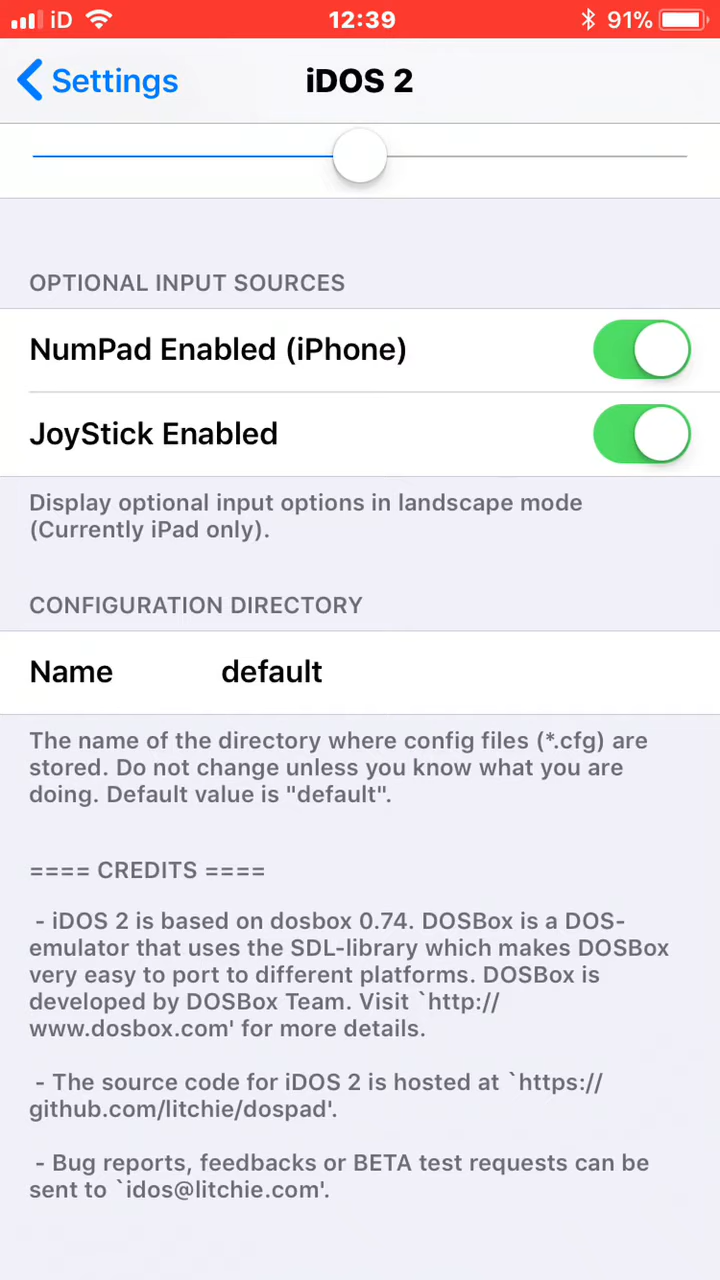 iD 12:39 91%
Settings iDOS 2
OPTIONAL INPUT SOURCES
NumPad Enabled (iPhone)
JoyStick Enabled
Display optional input options in landscape mode
(Currently iPad only).
CONFIGURATION DIRECTORY
Name default
The name of the directory where config files (*.cfg) are
stored. Do not change unless you know what you are
doing. Default value is "default".
==== CREDITS ====
- iDOS 2 is based on dosbox 0.74. DOSBox is a DOS-
emulator that uses the SDL-library which makes DOSBox
very easy to port to different platforms. DOSBox is
developed by DOSBox Team. Visit `http://
www.dosbox.com' for more details.
- The source code for iDOS 2 is hosted at `https://
github.com/litchie/dospad'.
- Bug reports, feedbacks or BETA test requests can be
sent to `idos@litchie.com'.